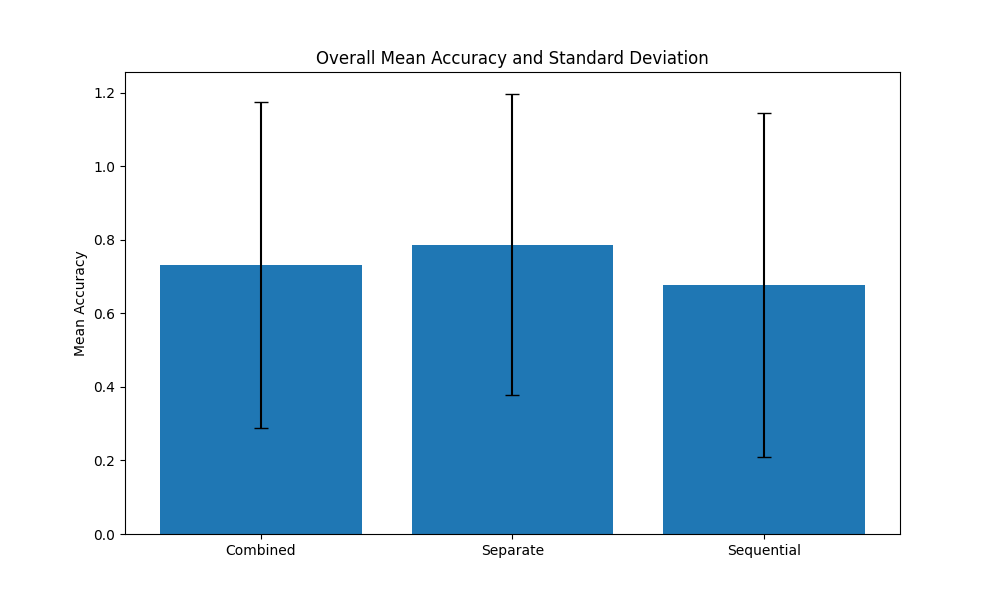 Overall Mean Accuracy and Standard Deviation
Mean Accuracy
1.2
1.0
0.8
0.6
0.4
0.2
0.0
Combined
Separate
Sequential